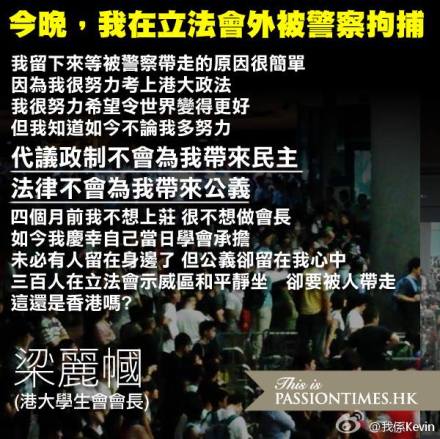 今晚，我在立法會外被警察拘捕
我留下來等被警察帶走的原因很簡單
因為我很努力考上港大政法
我很努力希望令世界變得更好
但我知道如今不論我多努力
代議政制不會為我帶來民主
法律不會為我帶來公義
四個月前我不想上莊 很不想做會長
如今我慶幸自己當日學會承擔
未必有人留在身邊了 但公義卻留在我心中
三百人在立法會示威區和平靜坐　卻要被人帶走
這還是香港嗎?
梁麗幗
(港大學生會會長)
This is
PASSIONTIMES.HK
@我係Kevin